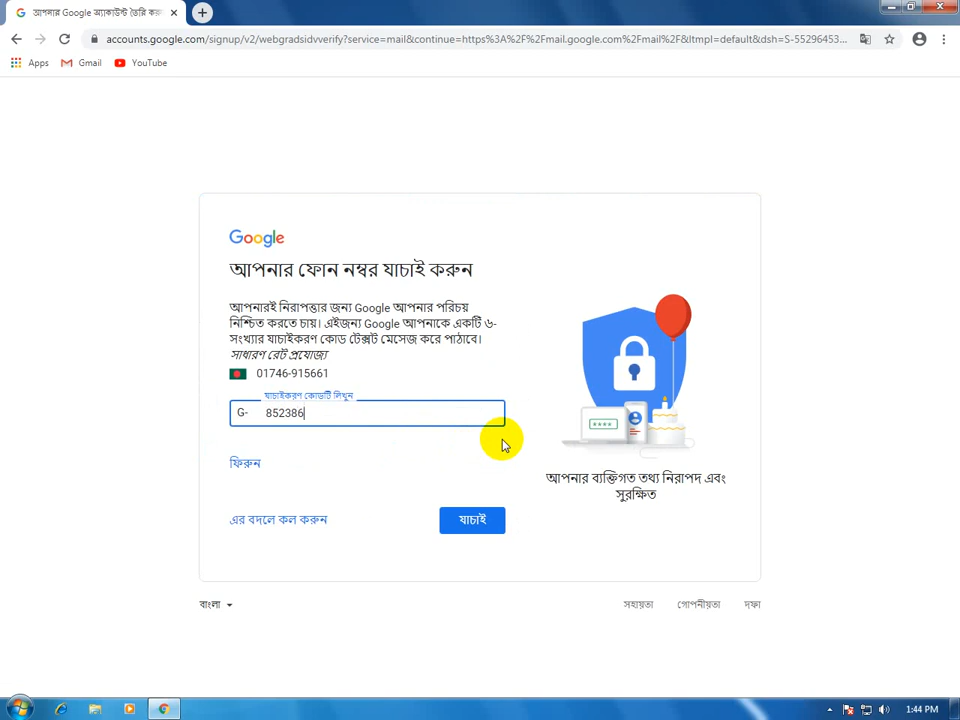 আপনার Google অ্যাকাউন্ট তৈরি কর
accounts.google.com/signup/v2/webgradsidvverify?service=mail&continue=https%3A%2F%2Fmail.google.com%2Fmail%2F&ltmpl=default&dsh=S-55296453...
Apps Gmail YouTube
Google
আপনার ফোন নম্বর যাচাই করুন
আপনারই নিরাপত্তার জন্য Google আপনার পরিচয়
নিশ্চিত করতে চায়। এইজন্য Google আপনাকে একটি ৬-
সংখ্যার যাচাইকরণ কোড টেক্সট মেসেজ করে পাঠাবে।
সাধারণ রেট প্রযোজ্য
01746-915661
যাচাইকরণ কোডটি লিখুন
G- 852386
ফিরুন
এর বদলে কল করুন
যাচাই
****
আপনার ব্যক্তিগত তথ্য নিরাপদ এবং
সুরক্ষিত
বাংলা
সহায়তা গোপনীয়তা দফা
1:44 PM